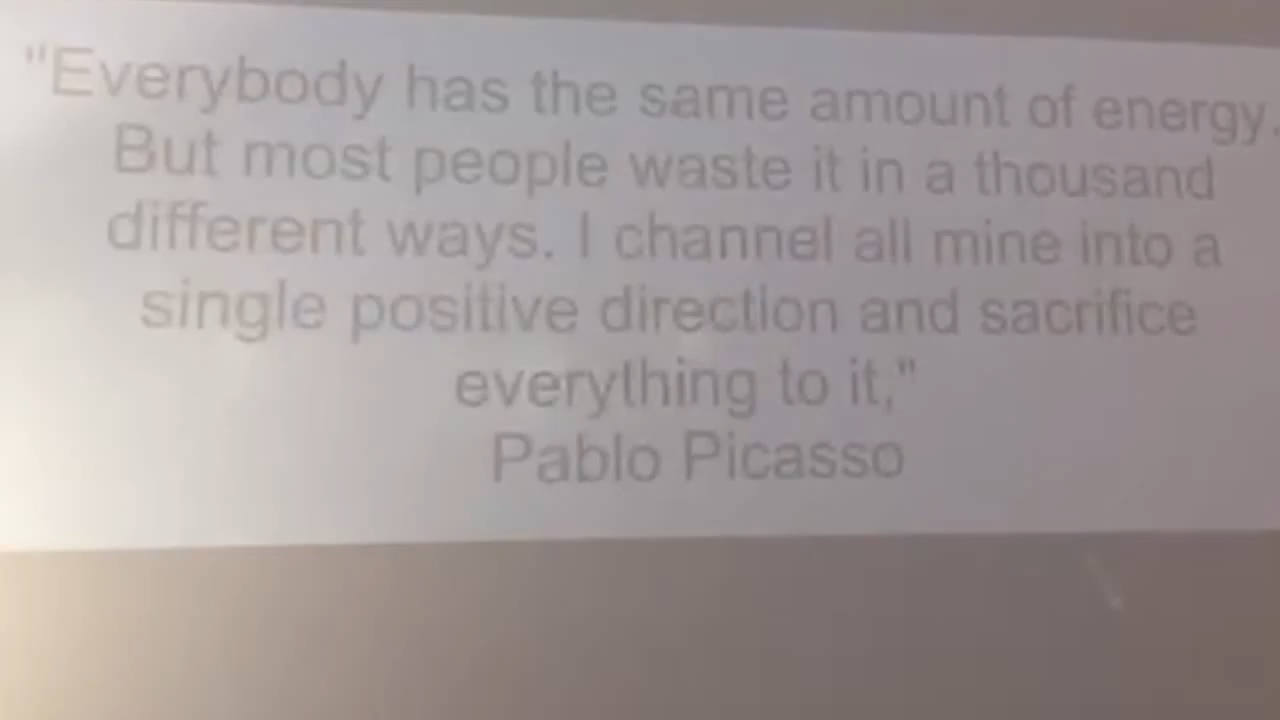 "Everybody has the same amount of energy.
But most people waste it in a thousand
different ways. I channel all mine into a
single positive direction and sacrifice
everything to it,"
Pablo Picasso